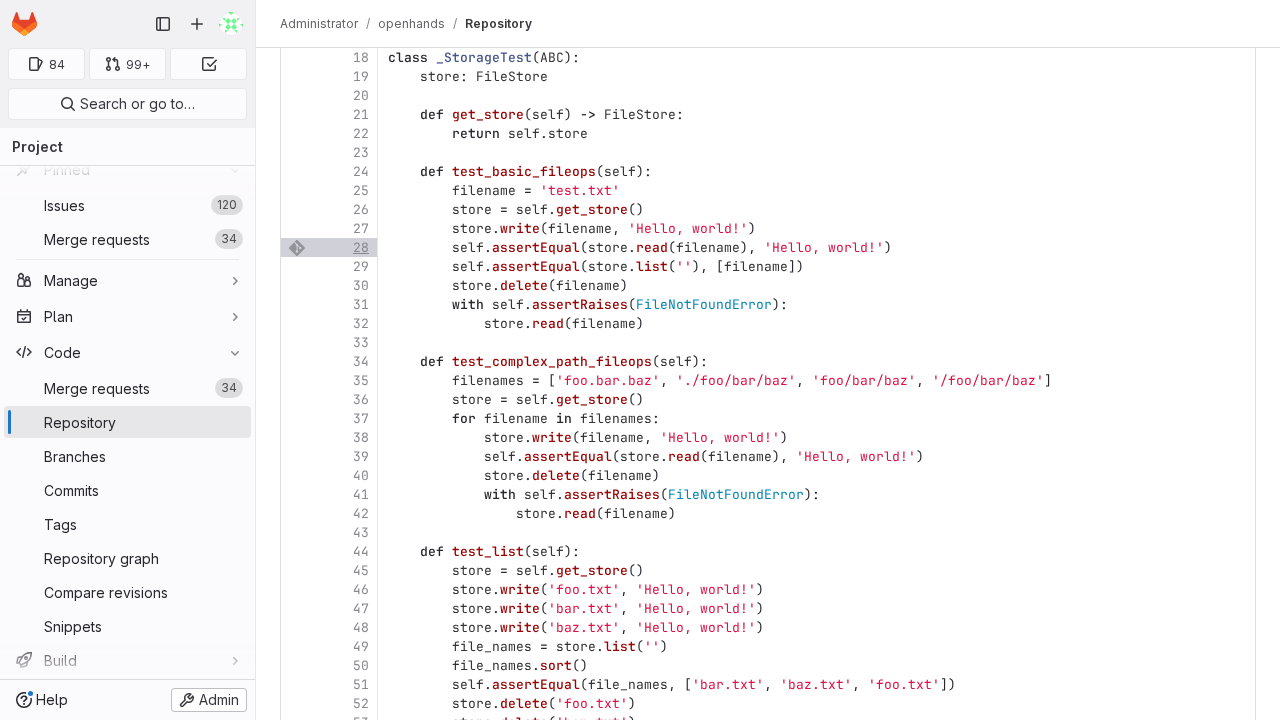 Administrator / openhands / Repository
84
99+
Search or go to…
Project
Pinned
Issues 120
Merge requests 34
Manage
Plan
Code
Merge requests 34
Repository
Branches
Commits
Tags
Repository graph
Compare revisions
Snippets
Build
Help
Admin
18 class _StorageTest(ABC):
19     store: FileStore
20
21     def get_store(self) -> FileStore:
22         return self.store
23
24     def test_basic_fileops(self):
25         filename = 'test.txt'
26         store = self.get_store()
27         store.write(filename, 'Hello, world!')
28         self.assertEqual(store.read(filename), 'Hello, world!')
29         self.assertEqual(store.list(''), [filename])
30         store.delete(filename)
31         with self.assertRaises(FileNotFoundError):
32             store.read(filename)
33
34     def test_complex_path_fileops(self):
35         filenames = ['foo.bar.baz', './foo/bar/baz', 'foo/bar/baz', '/foo/bar/baz']
36         store = self.get_store()
37         for filename in filenames:
38             store.write(filename, 'Hello, world!')
39             self.assertEqual(store.read(filename), 'Hello, world!')
40             store.delete(filename)
41             with self.assertRaises(FileNotFoundError):
42                 store.read(filename)
43
44     def test_list(self):
45         store = self.get_store()
46         store.write('foo.txt', 'Hello, world!')
47         store.write('bar.txt', 'Hello, world!')
48         store.write('baz.txt', 'Hello, world!')
49         file_names = store.list('')
50         file_names.sort()
51         self.assertEqual(file_names, ['bar.txt', 'baz.txt', 'foo.txt'])
52         store.delete('foo.txt')
53         store.delete('bar.txt')